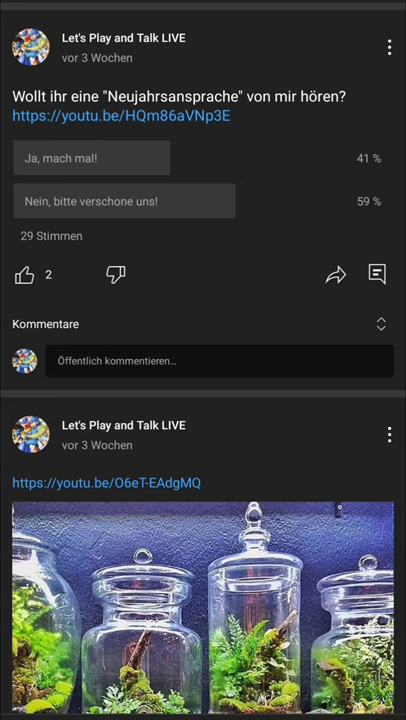 Let's Play and Talk LIVE
vor 3 Wochen
Wollt ihr eine "Neujahrsansprache" von mir hören?
https://youtu.be/HQm86aVNp3E
Ja, mach mal! 41 %
Nein, bitte verschone uns! 59 %
29 Stimmen
2
Kommentare
Öffentlich kommentieren...
Let's Play and Talk LIVE
vor 3 Wochen
https://youtu.be/O6eT-EAdgMQ